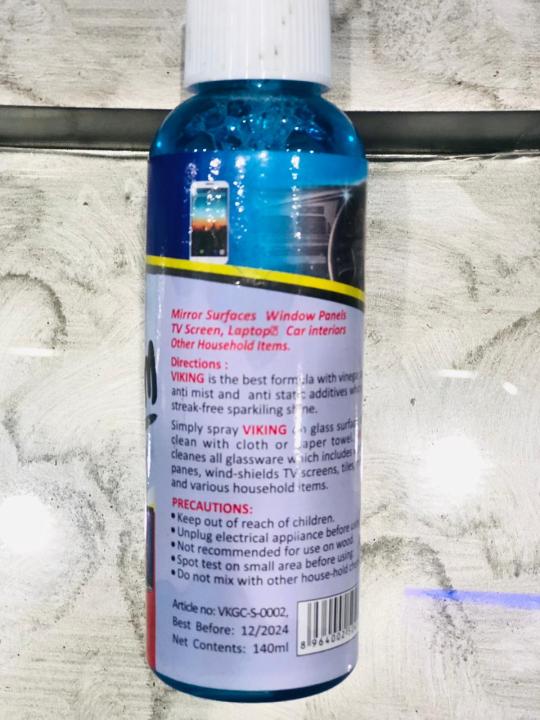 Mirror Surfaces Window Panels
TV Screen, Laptop Car interiors
Other Household Items.
Directions :
VIKING is the best formula with vinegar
anti mist and anti static additives
streak-free sparkiling shine.
Simply spray VIKING on glass
clean with cloth or paper towel.
cleanes all glassware which includes
panes, wind-shields TV screens, tiles,
and various household items.
PRECAUTIONS:
•Keep out of reach of children.
•Unplug electrical appliance before
•Not recommended for use on wood.
•Spot test on small area before using.
•Do not mix with other house-hold
Article no: VKGC-S-0002,
Best Before: 12/2024
Net Contents: 140ml